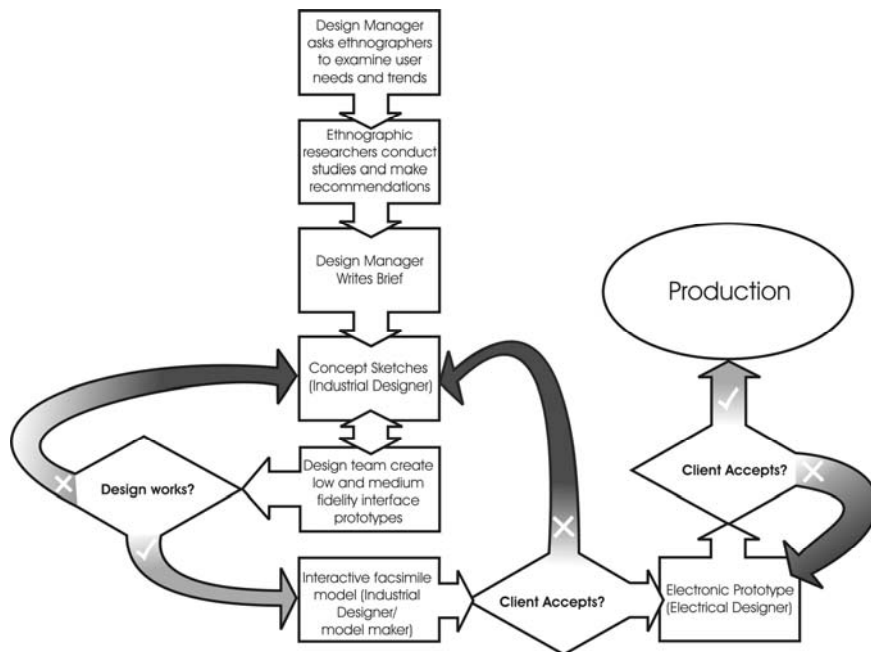 Design Manager
asks ethnographers
to examine user
needs and trends
Ethnographic
researchers conduct
studies and make
recommendations
Design Manager
Writes Brief
Production
Concept Sketches
(Industrial Designer)
Design works?
Design team create
low and medium
fidelity interface
prototypes
Client Accepts?
Interactive facsimile
model (Industrial
Designer/
model maker)
Client Accepts?
Electronic Prototype
(Electrical Designer)